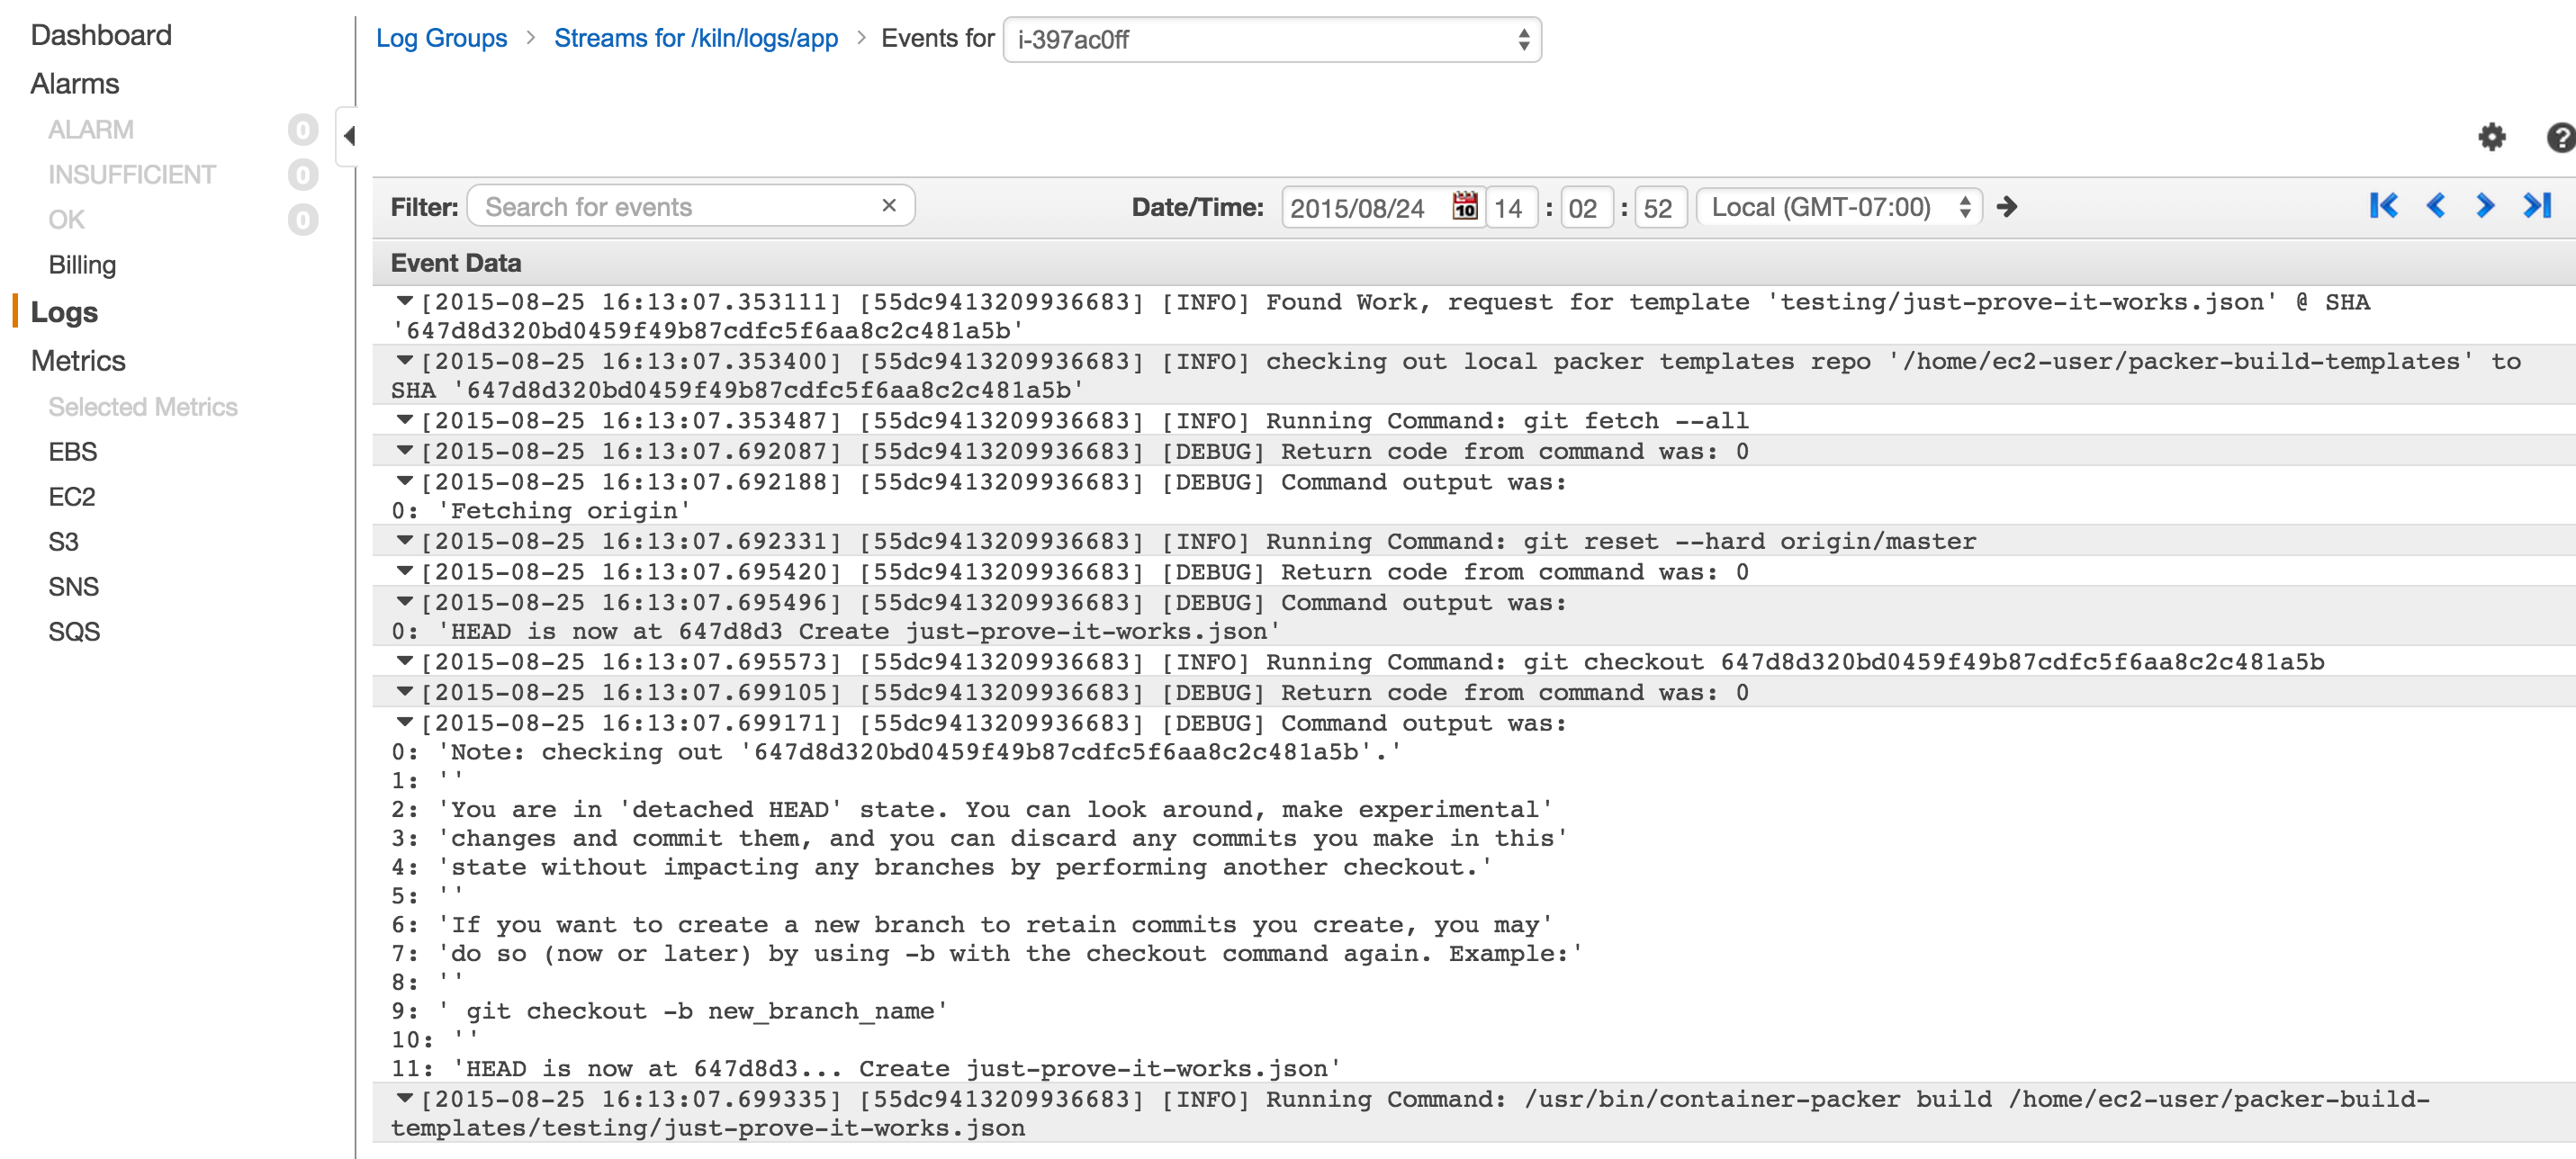 Dashboard
Alarms
ALARM 0
INSUFFICIENT 0
OK 0
Billing
Logs
Metrics
Selected Metrics
EBS
EC2
S3
SNS
SQS
Log Groups > Streams for /kiln/logs/app > Events for i-397ac0ff
?
Filter: Search for events × Date/Time: 2015/08/24 10 14 : 02 : 52 Local (GMT-07:00)
Event Data
[2015-08-25 16:13:07.353111] [55dc9413209936683] [INFO] Found Work, request for template 'testing/just-prove-it-works.json' @ SHA
'647d8d320bd0459f49b87cdfc5f6aa8c2c481a5b'
[2015-08-25 16:13:07.353400] [55dc9413209936683] [INFO] checking out local packer templates repo '/home/ec2-user/packer-build-templates' to
SHA '647d8d320bd0459f49b87cdfc5f6aa8c2c481a5b'
[2015-08-25 16:13:07.353487] [55dc9413209936683] [INFO] Running Command: git fetch --all
[2015-08-25 16:13:07.692087] [55dc9413209936683] [DEBUG] Return code from command was: 0
[2015-08-25 16:13:07.692188] [55dc9413209936683] [DEBUG] Command output was:
0: 'Fetching origin'
[2015-08-25 16:13:07.692331] [55dc9413209936683] [INFO] Running Command: git reset --hard origin/master
[2015-08-25 16:13:07.695420] [55dc9413209936683] [DEBUG] Return code from command was: 0
[2015-08-25 16:13:07.695496] [55dc9413209936683] [DEBUG] Command output was:
0: 'HEAD is now at 647d8d3 Create just-prove-it-works.json'
[2015-08-25 16:13:07.695573] [55dc9413209936683] [INFO] Running Command: git checkout 647d8d320bd0459f49b87cdfc5f6aa8c2c481a5b
[2015-08-25 16:13:07.699105] [55dc9413209936683] [DEBUG] Return code from command was: 0
[2015-08-25 16:13:07.699171] [55dc9413209936683] [DEBUG] Command output was:
0: 'Note: checking out '647d8d320bd0459f49b87cdfc5f6aa8c2c481a5b'.'
1: ''
2: 'You are in 'detached HEAD' state. You can look around, make experimental'
3: 'changes and commit them, and you can discard any commits you make in this'
4: 'state without impacting any branches by performing another checkout.'
5: ''
6: 'If you want to create a new branch to retain commits you create, you may'
7: 'do so (now or later) by using -b with the checkout command again. Example:'
8: ''
9: ' git checkout -b new_branch_name'
10: ''
11: 'HEAD is now at 647d8d3... Create just-prove-it-works.json'
[2015-08-25 16:13:07.699335] [55dc9413209936683] [INFO] Running Command: /usr/bin/container-packer build /home/ec2-user/packer-build-
templates/testing/just-prove-it-works.json